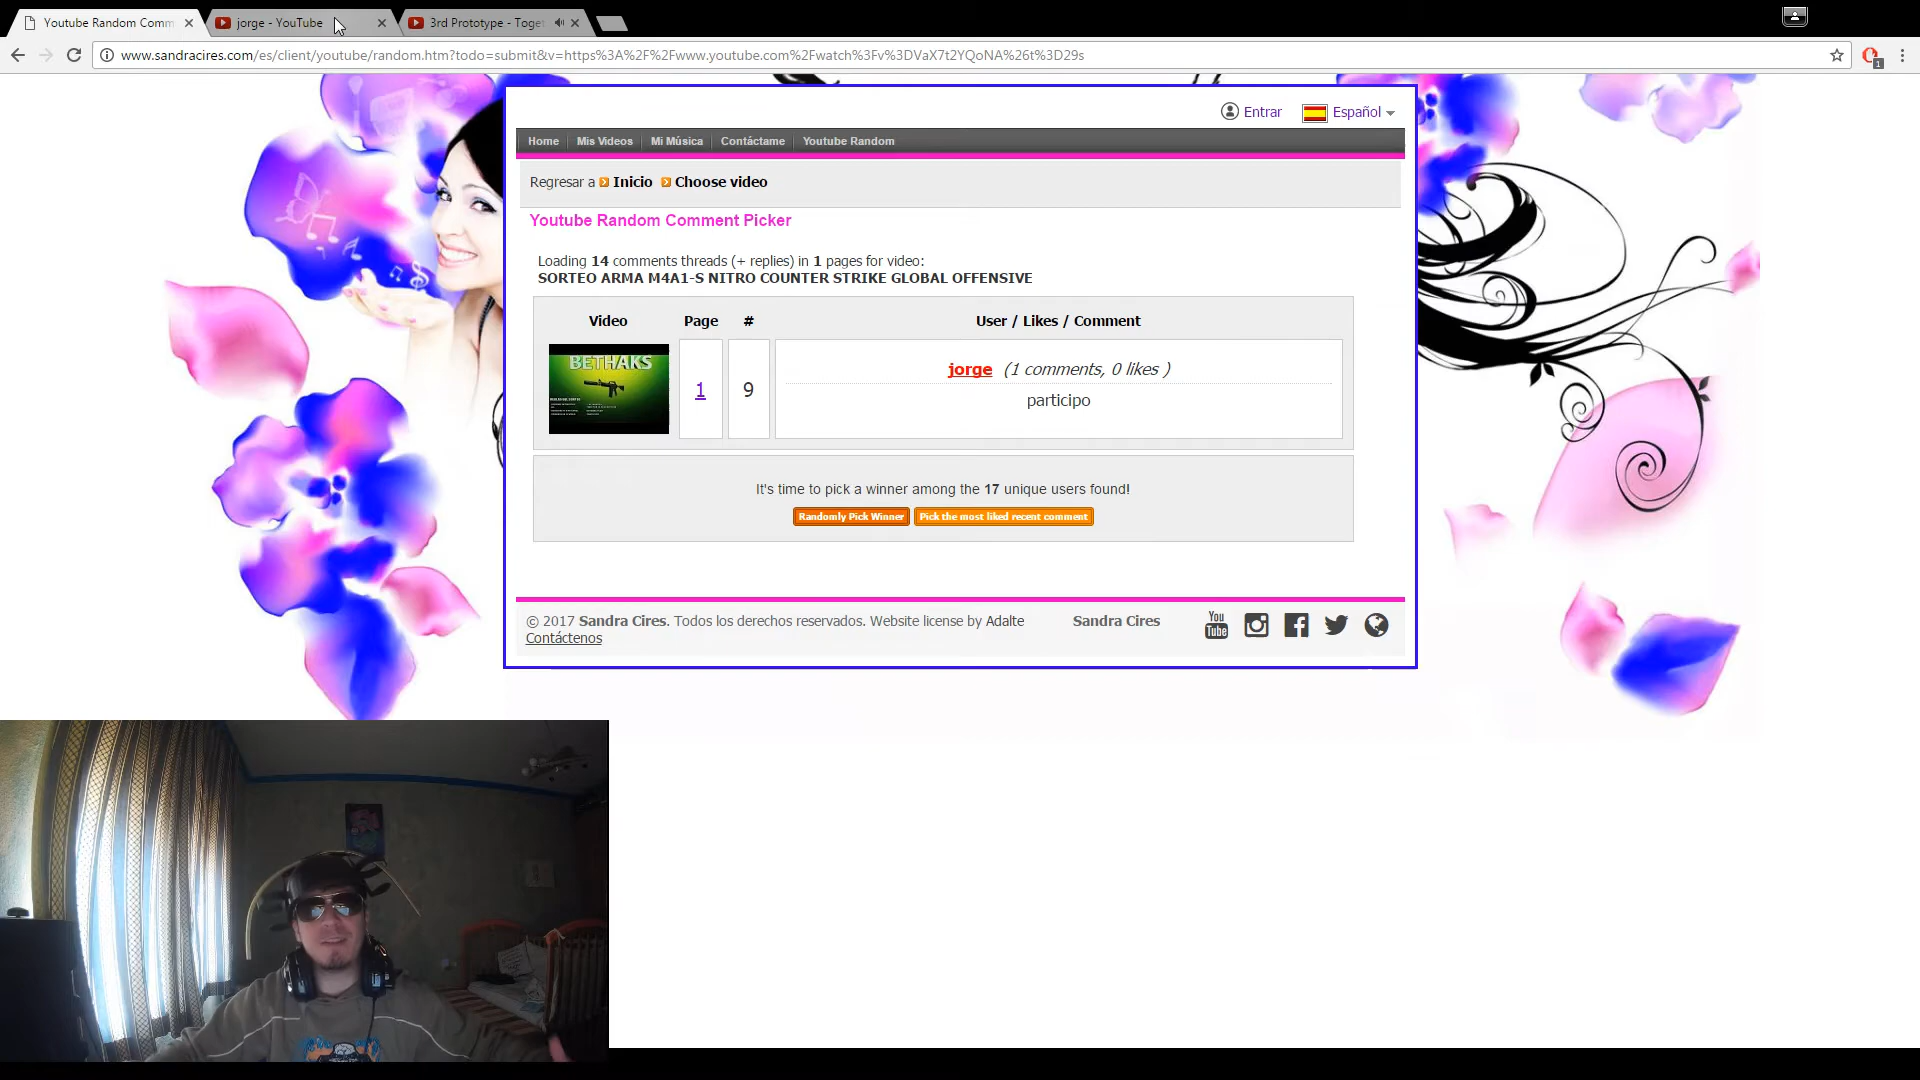 Youtube Random Comm
jorge - YouTube
3rd Prototype - Toget
www.sandracires.com/es/client/youtube/random.htm?todo=submit&v=https%3A%2F%2Fwww.youtube.com%2Fwatch%3Fv%3DVaX7t2YQoNA%26t%3D29s
1
Entrar
Español
Home
Mis Videos
Mi Música
Contáctame
Youtube Random
Regresar a Inicio Choose video
Youtube Random Comment Picker
Loading 14 comments threads (+ replies) in 1 pages for video:
SORTEO ARMA M4A1-S NITRO COUNTER STRIKE GLOBAL OFFENSIVE
Video
Page
#
User / Likes / Comment
BETHAKS
1
9
jorge (1 comments, 0 likes )
participo
It's time to pick a winner among the 17 unique users found!
Randomly Pick Winner
Pick the most liked recent comment
© 2017 Sandra Cires. Todos los derechos reservados. Website license by Adalte
Contáctenos
Sandra Cires
You
Tube